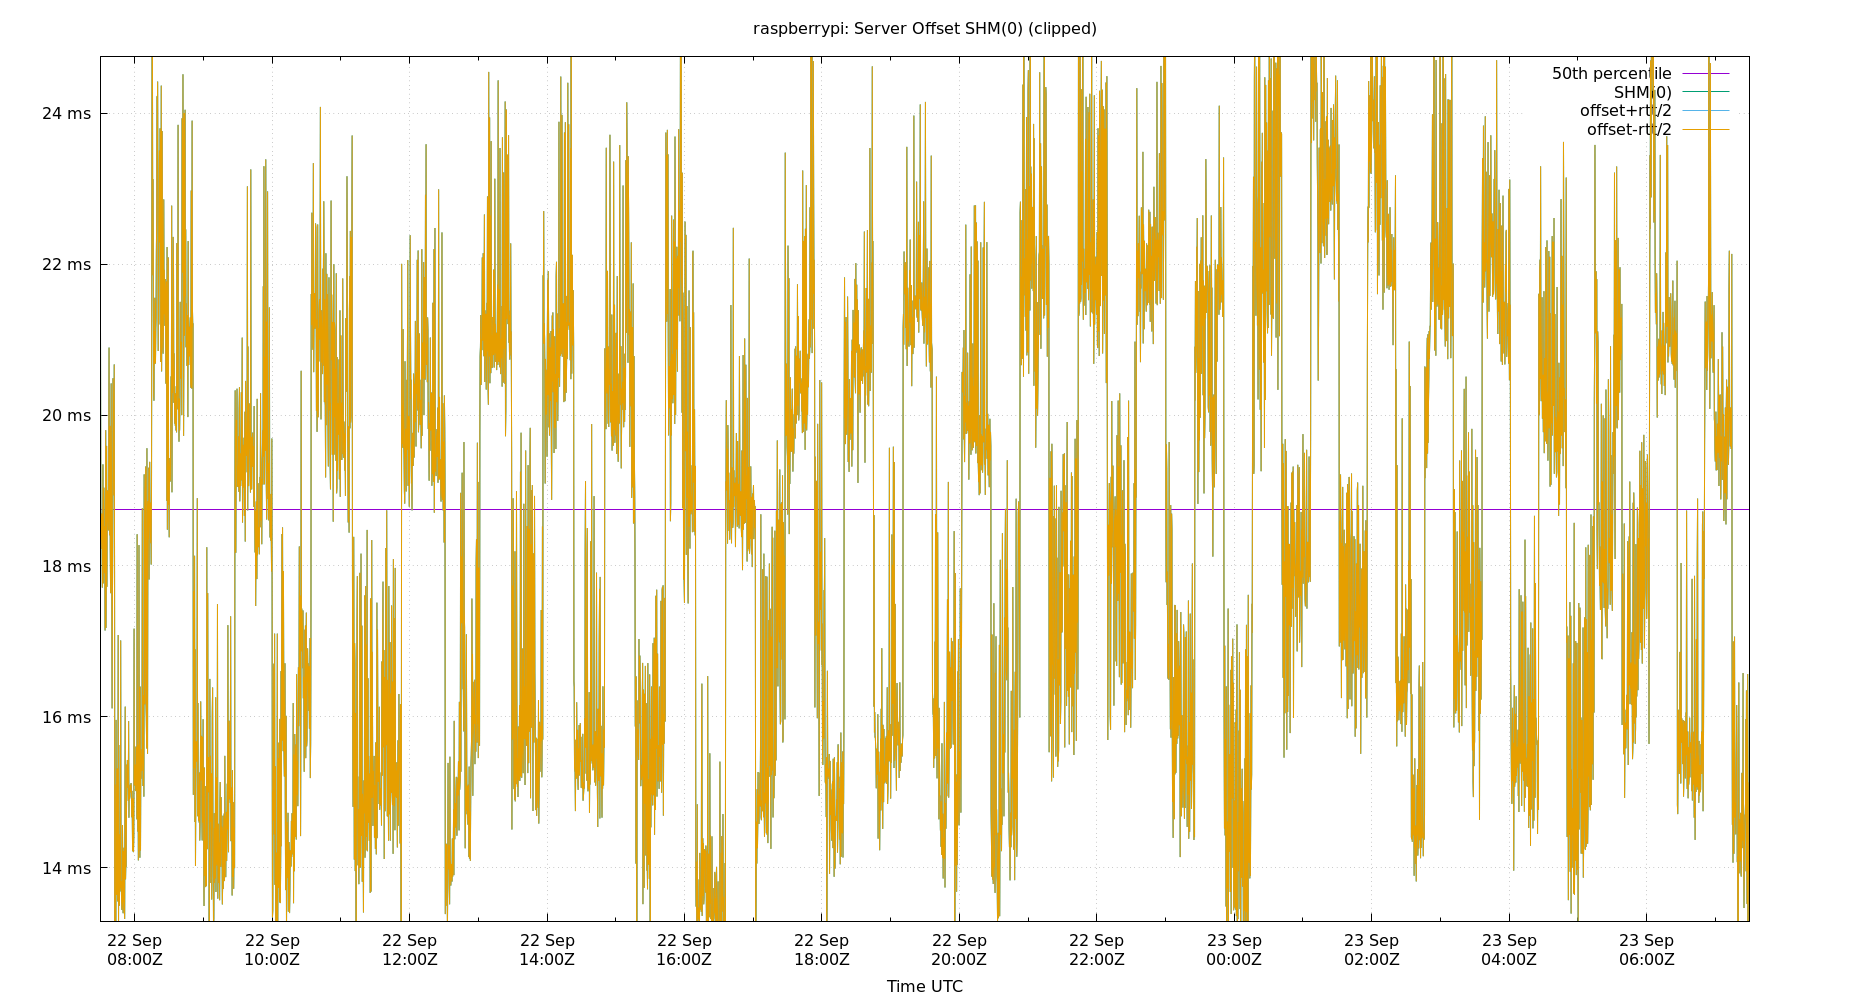 raspberrypi: Server Offset SHM(0) (clipped)
50th percentile
SHM(0)
offset+rtt/2
offset-rtt/2
24 ms
22 ms
20 ms
18 ms
16 ms
14 ms
22 Sep 22 Sep 22 Sep 22 Sep 22 Sep 22 Sep 22 Sep 22 Sep 23 Sep 23 Sep 23 Sep 23 Sep
08:00Z 10:00Z 12:00Z 14:00Z 16:00Z 18:00Z 20:00Z 22:00Z 00:00Z 02:00Z 04:00Z 06:00Z
Time UTC